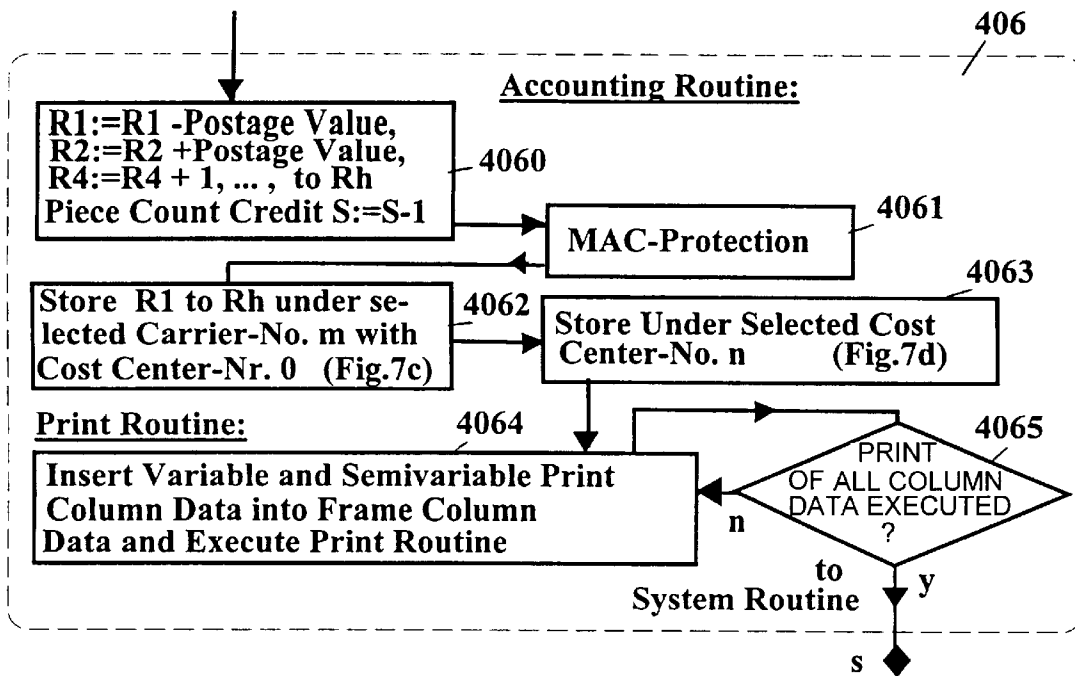 406
Accounting Routine:
R1:=R1 -Postage Value,
R2:=R2 +Postage Value,
R4:=R4 + 1, ... , to Rh
Piece Count Credit S:=S-1
4060
MAC-Protection
4061
Store R1 to Rh under se-
lected Carrier-No. m with
Cost Center-Nr. 0 (Fig.7c)
4062
Store Under Selected Cost
Center-No. n (Fig.7d)
4063
Print Routine:
4064
Insert Variable and Semivariable Print
Column Data into Frame Column
Data and Execute Print Routine
4065
PRINT
OF ALL COLUMN
DATA EXECUTED
?
n
y
to
System Routine
s